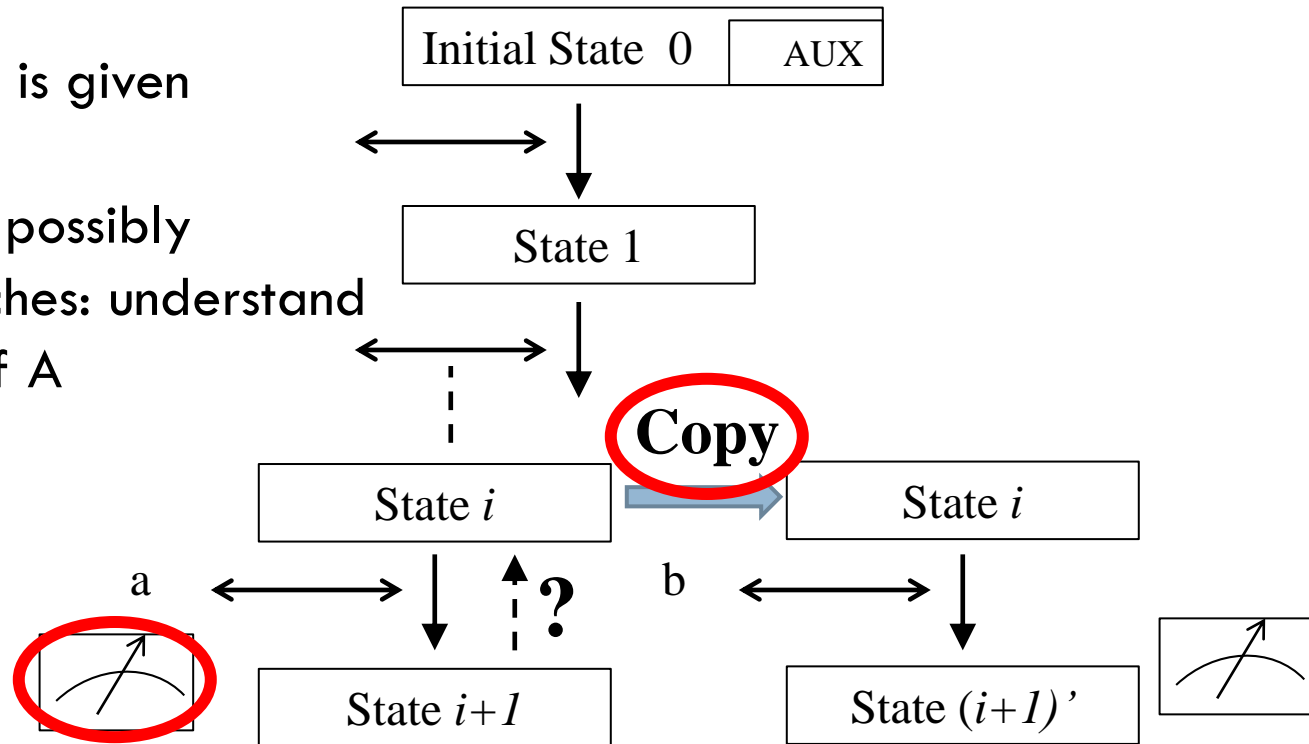 Initial State 0
AUX
is given
possibly
State 1
hes: understand
f A
Copy
State i
State i
a
?
b
State i+1
State (i+1)’